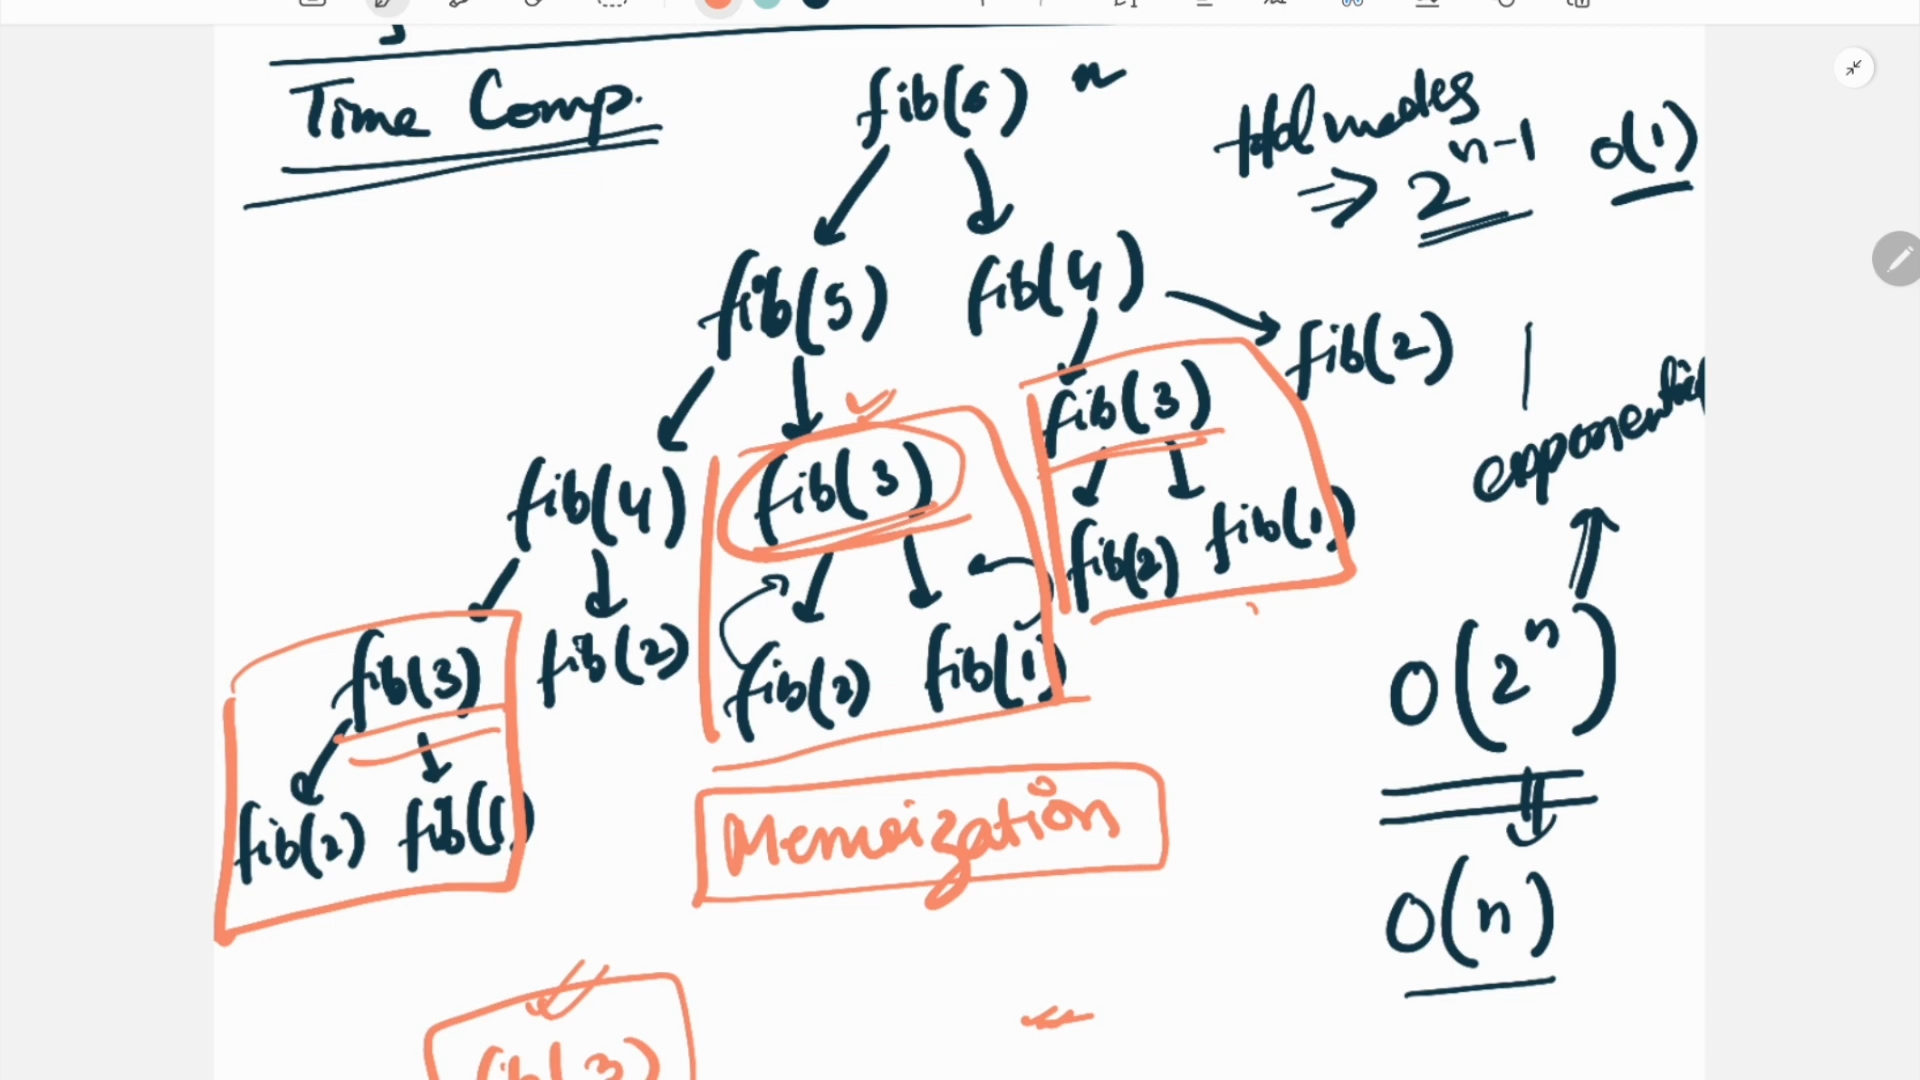 Time Comp.
fib(6) n
Total nodes
⇒ 2^n-1 O(1)
fib(5) fib(4)
fib(2)
exponential
fib(4) fib(3) fib(3)
fib(2) fib(1)
fib(3) fib(2) fib(2) fib(1)
O(2^n)
fib(2) fib(1)
Memoization
O(n)
fib(3)